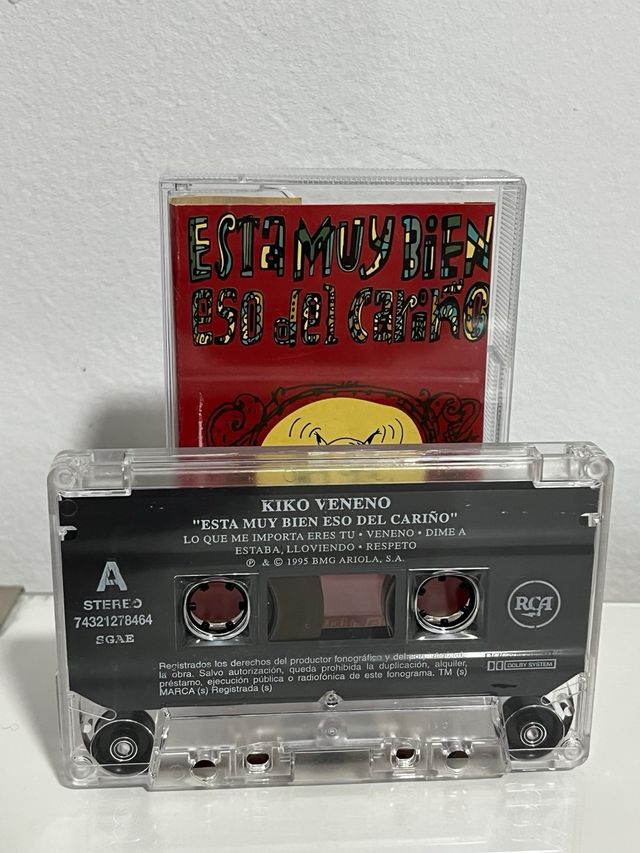 ESTa MUY BiEN
ESO del Cariño
KIKO VENENO
"ESTA MUY BIEN ESO DEL CARIÑO"
LO QUE ME IMPORTA ERES TU • VENENO • DIME A
ESTABA, LLOVIENDO • RESPETO
℗ & © 1995 BMG ARIOLA, S.A.
A
STEREO
74321278464
SGAE
RCA
Registrados los derechos del productor fonográfico y del
la obra. Salvo autorización, queda prohibida la duplicación, alquiler,
préstamo, ejecución pública o radiofónica de este fonograma. TM (s)
MARCA (s) Registrada (s)
DOLBY SYSTEM